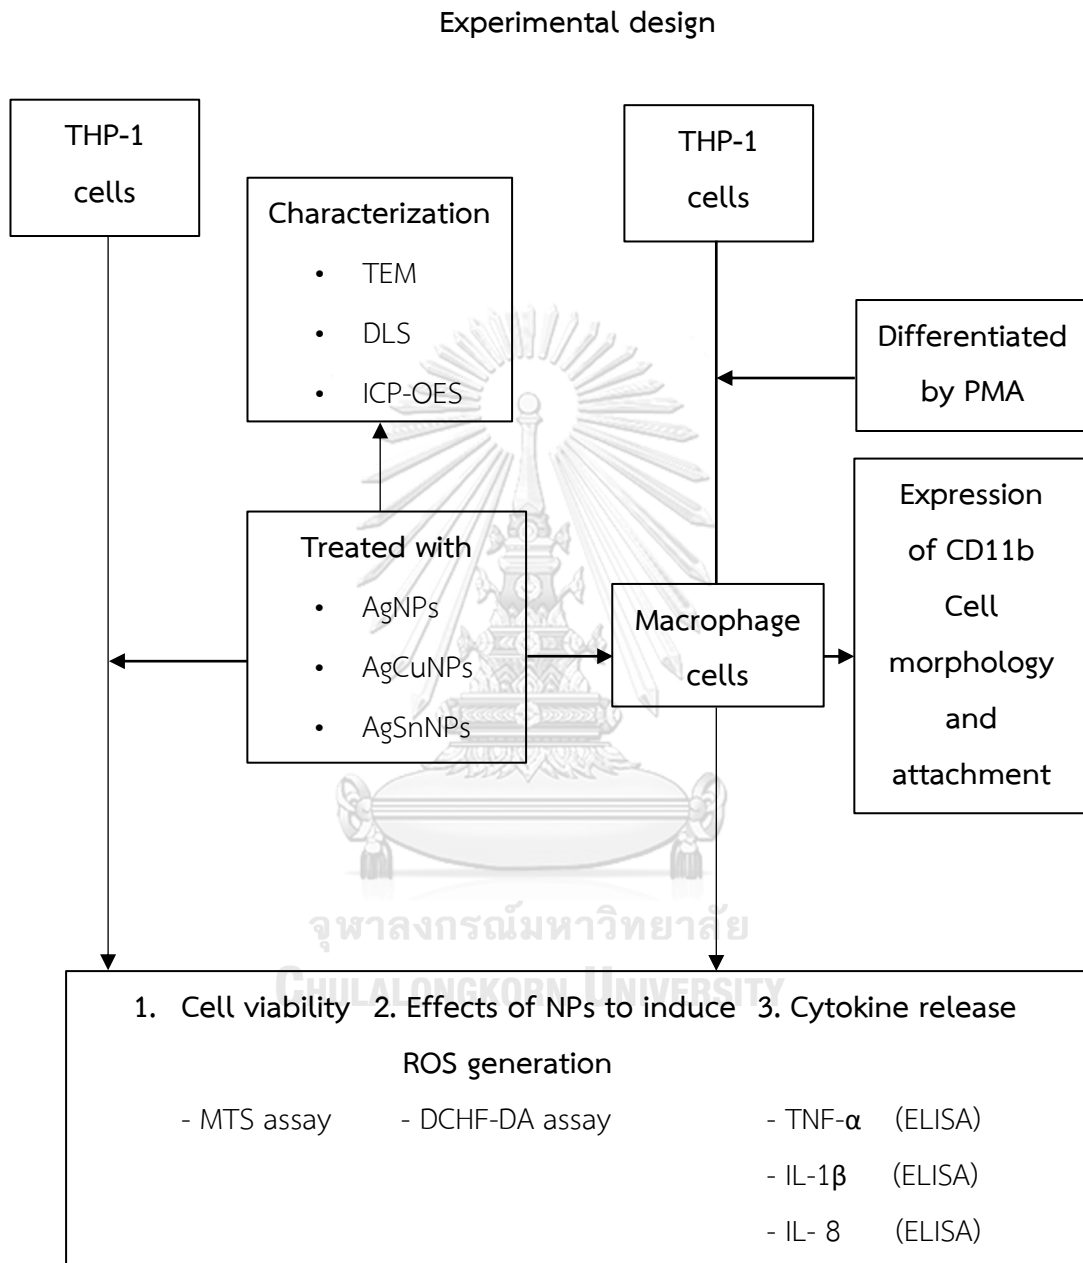 Experimental design
THP-1
cells
Characterization
• TEM
• DLS
• ICP-OES
THP-1
cells
Differentiated
by PMA
Treated with
• AgNPs
• AgCuNPs
• AgSnNPs
Macrophage
cells
Expression
of CD11b
Cell
morphology
and
attachment
จุฬาลงกรณ์มหาวิทยาลัย
CHULALONGKORN UNIVERSITY
1. Cell viability 2. Effects of NPs to induce 3. Cytokine release
ROS generation
- MTS assay - DCHF-DA assay - TNF-α (ELISA)
- IL-1β (ELISA)
- IL- 8 (ELISA)